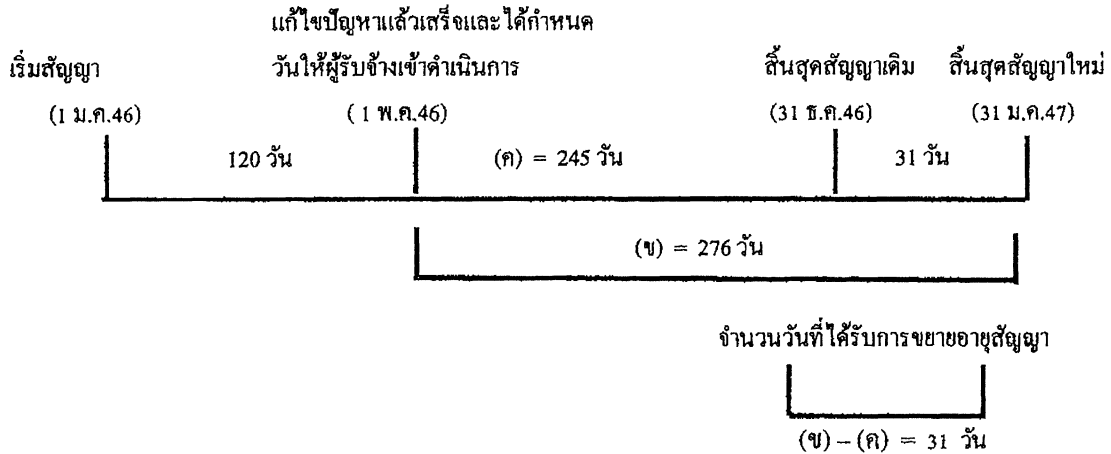 แก้ไขปัญหาแล้วเสร็จและได้กำหนด
เริ่มสัญญา วันให้ผู้รับจ้างเข้าดำเนินการ สิ้นสุดสัญญาเดิม สิ้นสุดสัญญาใหม่
(1 ม.ค.46) ( 1 พ.ค.46) (31 ธ.ค.46) (31 ม.ค.47)
120 วัน (ค) = 245 วัน 31 วัน
(ข) = 276 วัน
จำนวนวันที่ได้รับการขยายอายุสัญญา
(ข) – (ค) = 31 วัน